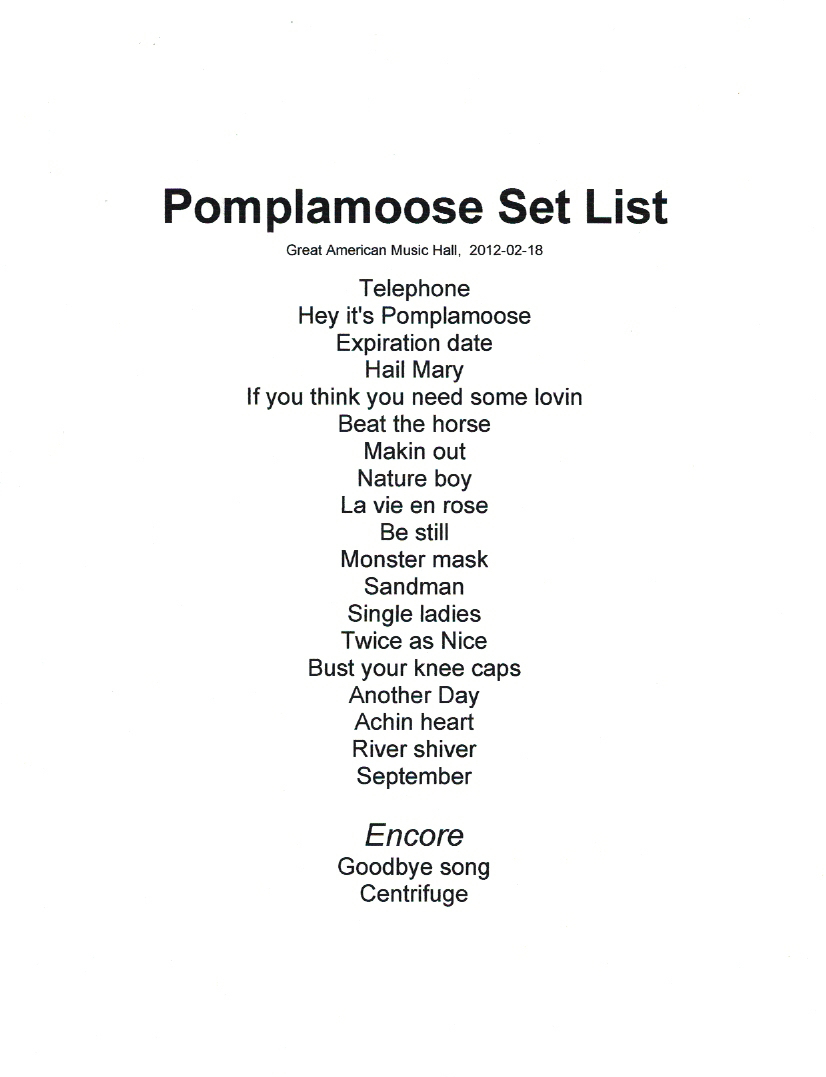 Pomplamoose Set List
Great American Music Hall, 2012-02-18
Telephone
Hey it's Pomplamoose
Expiration date
Hail Mary
If you think you need some lovin
Beat the horse
Makin out
Nature boy
La vie en rose
Be still
Monster mask
Sandman
Single ladies
Twice as Nice
Bust your knee caps
Another Day
Achin heart
River shiver
September
Encore
Goodbye song
Centrifuge